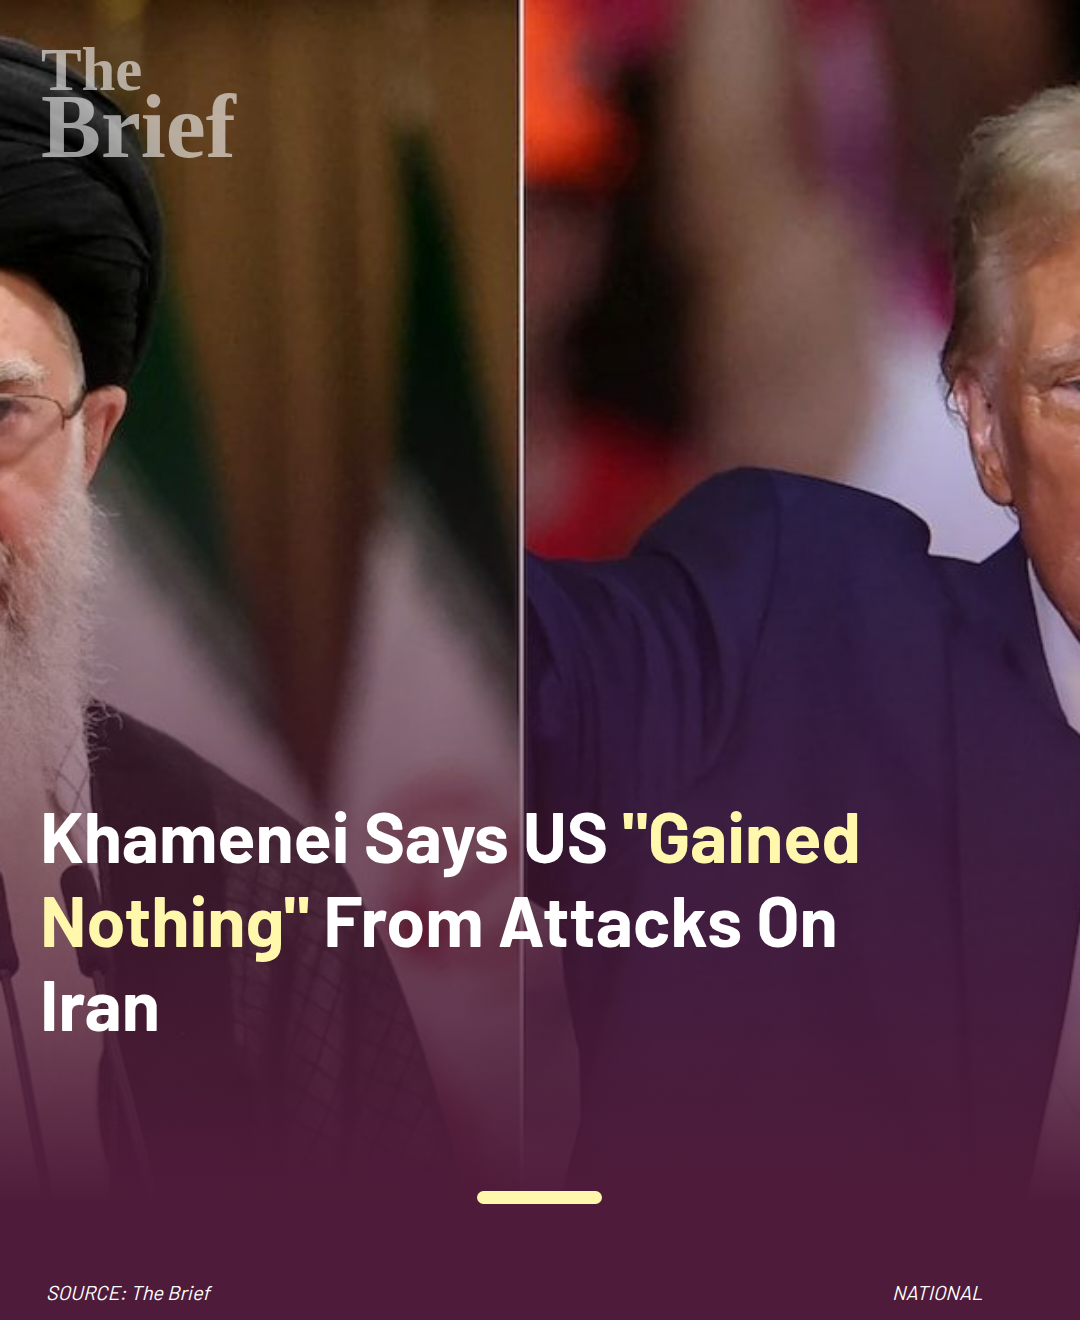 The
Brief
Khamenei Says US "Gained
Nothing" From Attacks On
Iran
SOURCE: The Brief
NATIONAL